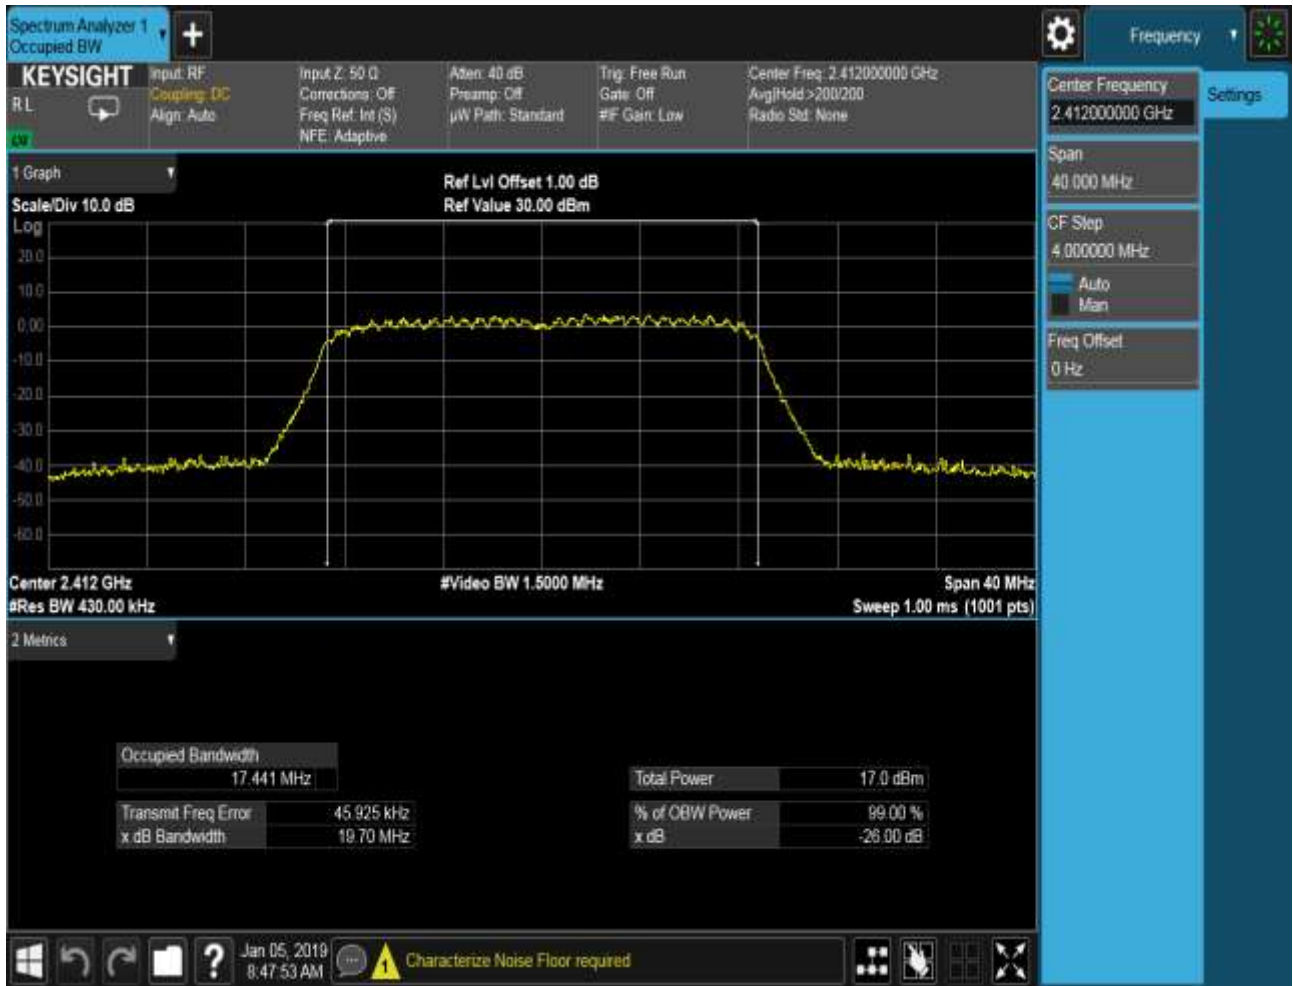 Spectrum Analyzer 1
Occupied BW
+
Frequency
KEYSIGHT
RL
Input: RF
Coupling: DC
Align: Auto
Input Z: 50 Ω
Corrections: Off
Freq Ref: Int (S)
NFE: Adaptive
Atten: 40 dB
Preamp: Off
µW Path: Standard
Trig: Free Run
Gate: Off
#IF Gain: Low
Center Freq: 2.412000000 GHz
Avg|Hold:>200/200
Radio Std: None
Center Frequency
2.412000000 GHz
Settings
Span
40.000 MHz
CF Step
4.000000 MHz
Auto
Man
Freq Offset
0 Hz
1 Graph
Scale/Div 10.0 dB
Ref Lvl Offset 1.00 dB
Ref Value 30.00 dBm
Log
20.0
10.0
0.00
-10.0
-20.0
-30.0
-40.0
-50.0
-60.0
Center 2.412 GHz
#Res BW 430.00 kHz
#Video BW 1.5000 MHz
Span 40 MHz
Sweep 1.00 ms (1001 pts)
2 Metrics
Occupied Bandwidth
17.441 MHz
Transmit Freq Error 45.925 kHz
x dB Bandwidth 19.70 MHz
Total Power 17.0 dBm
% of OBW Power 99.00 %
x dB -26.00 dB
?
Jan 05, 2019
8:47:53 AM
1
Characterize Noise Floor required